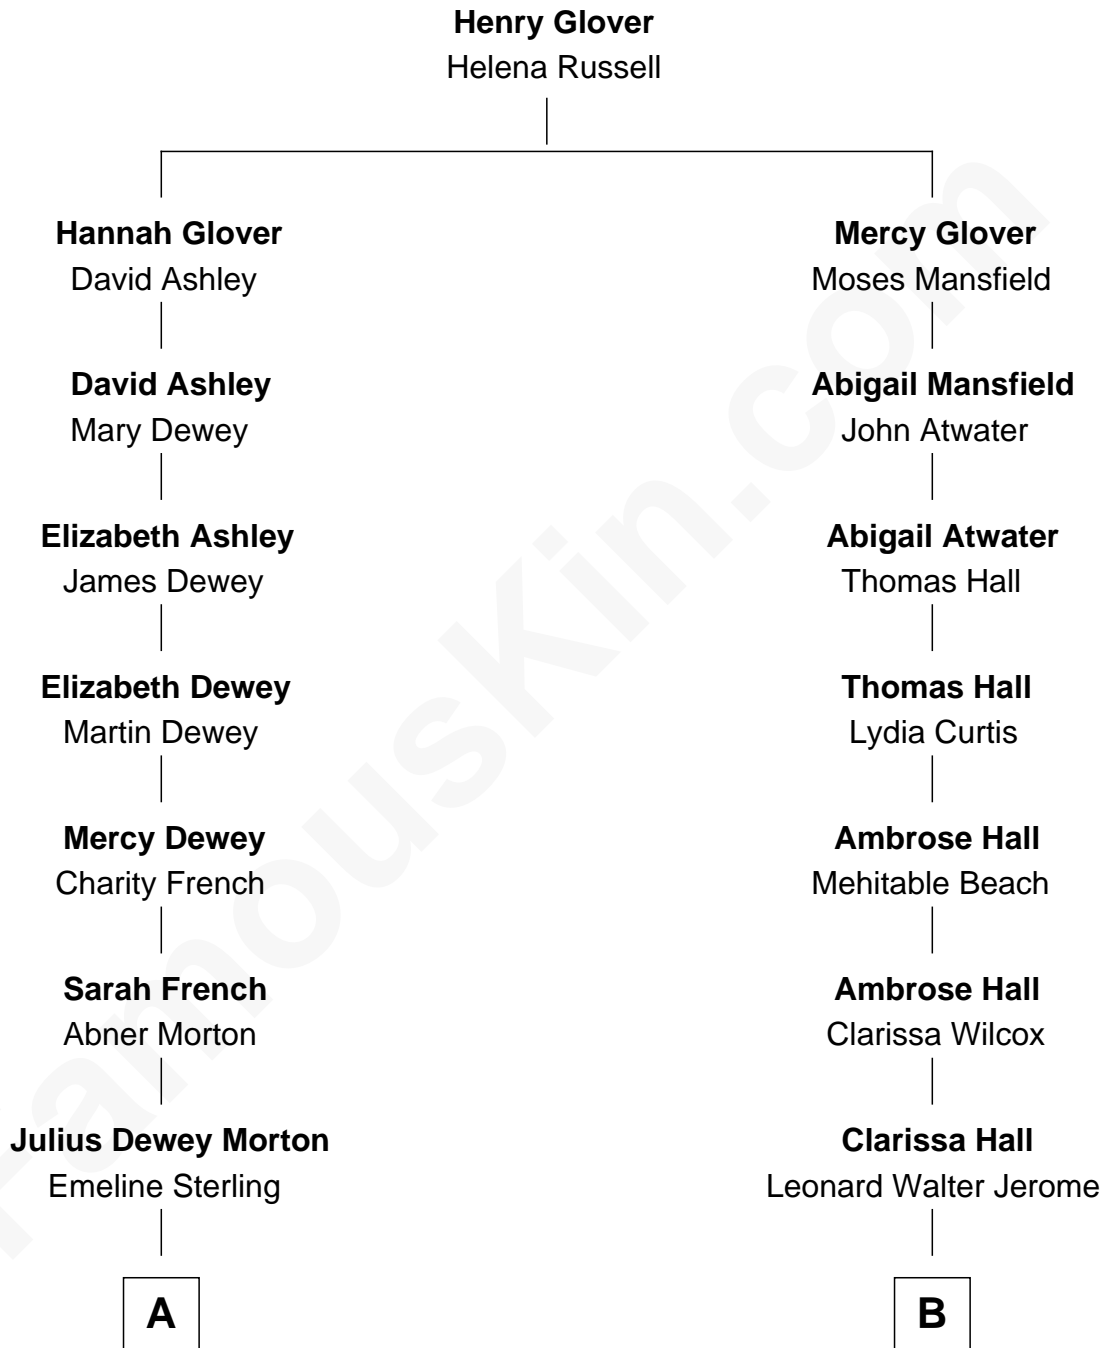 Henry Glover
Helena Russell
Hannah Glover
David Ashley
Mercy Glover
Moses Mansfield
David Ashley
Mary Dewey
Abigail Mansfield
John Atwater
Elizabeth Ashley
James Dewey
Abigail Atwater
Thomas Hall
Elizabeth Dewey
Martin Dewey
Thomas Hall
Lydia Curtis
Mercy Dewey
Charity French
Ambrose Hall
Mehitable Beach
Sarah French
Abner Morton
Ambrose Hall
Clarissa Wilcox
Julius Dewey Morton
Emeline Sterling
Clarissa Hall
Leonard Walter Jerome
A
B
FamousKin.com